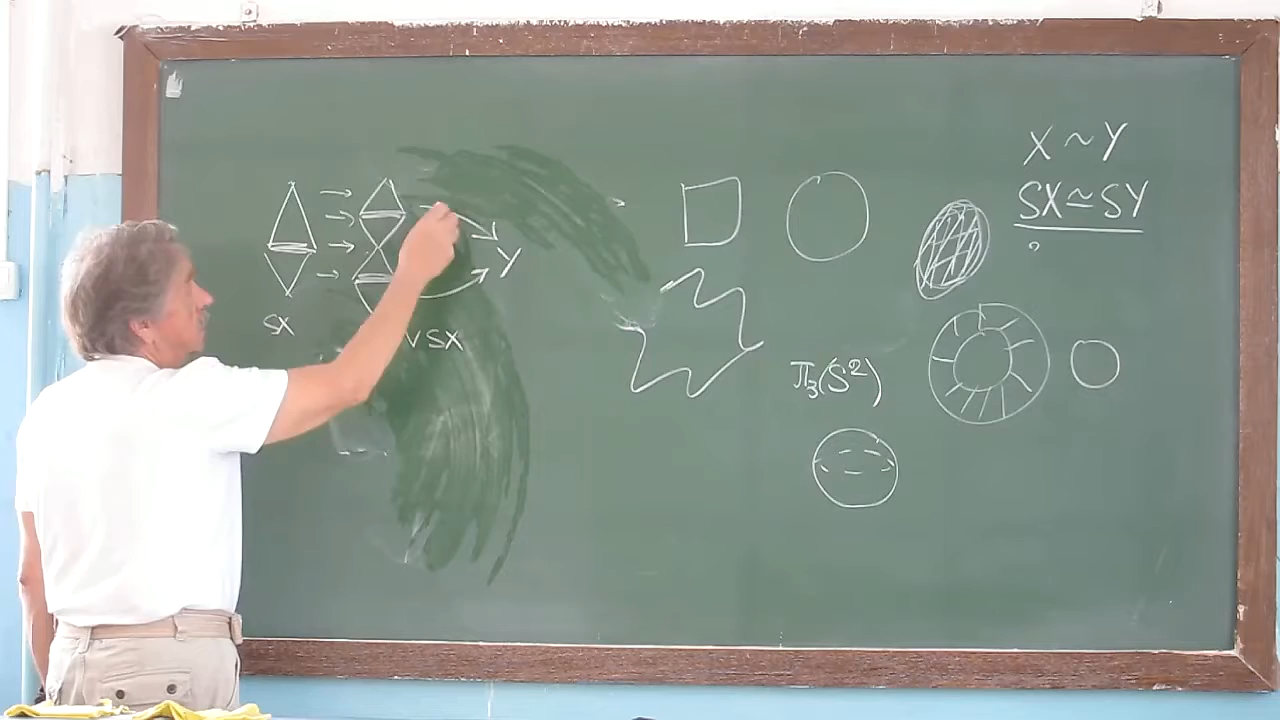 X ~ Y
SX ≃ SY
?
Y
SX
V SX
π₃(S²)